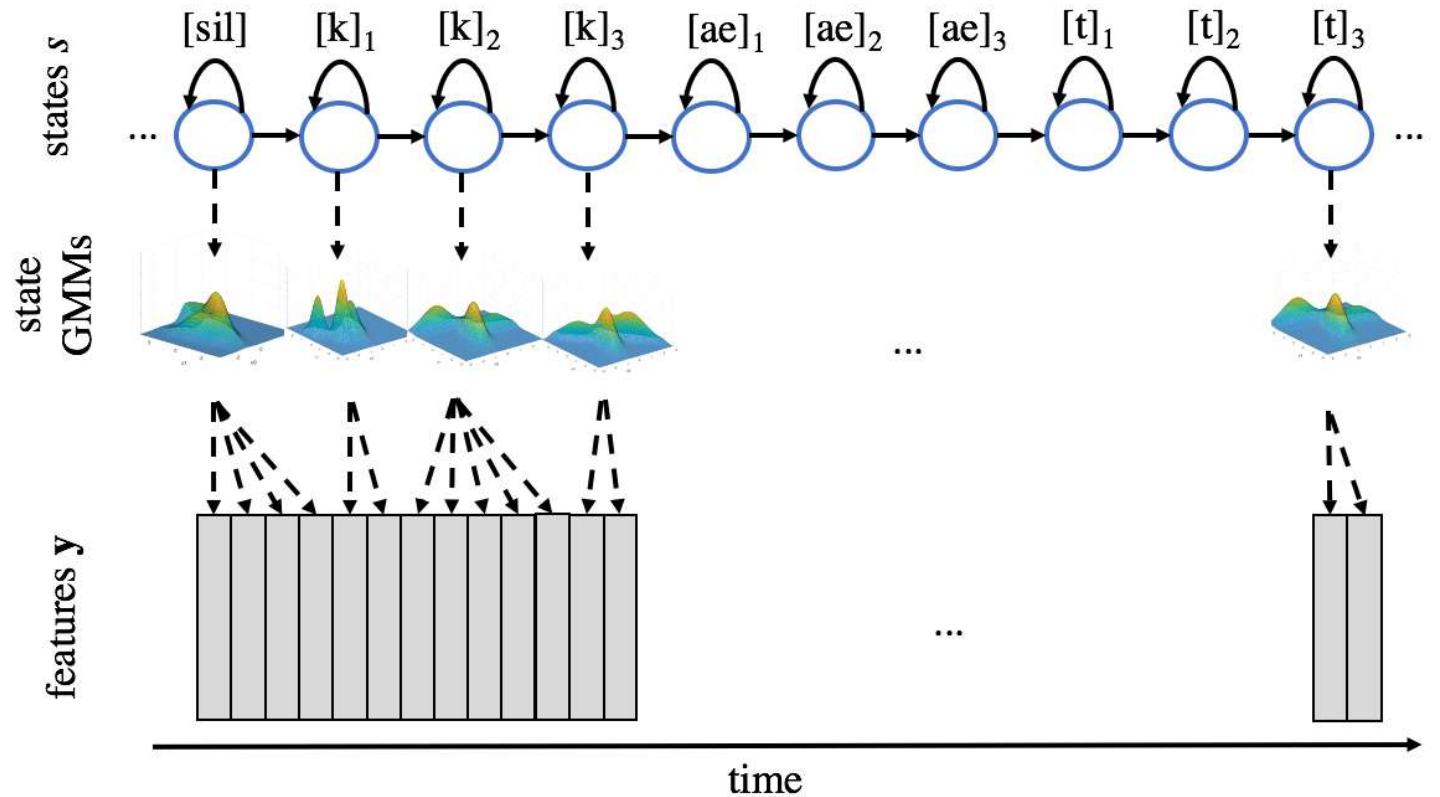 states s
[sil] [k]1 [k]2 [k]3 [ae]1 [ae]2 [ae]3 [t]1 [t]2 [t]3
... ...
state
GMMs
...
features y
...
time